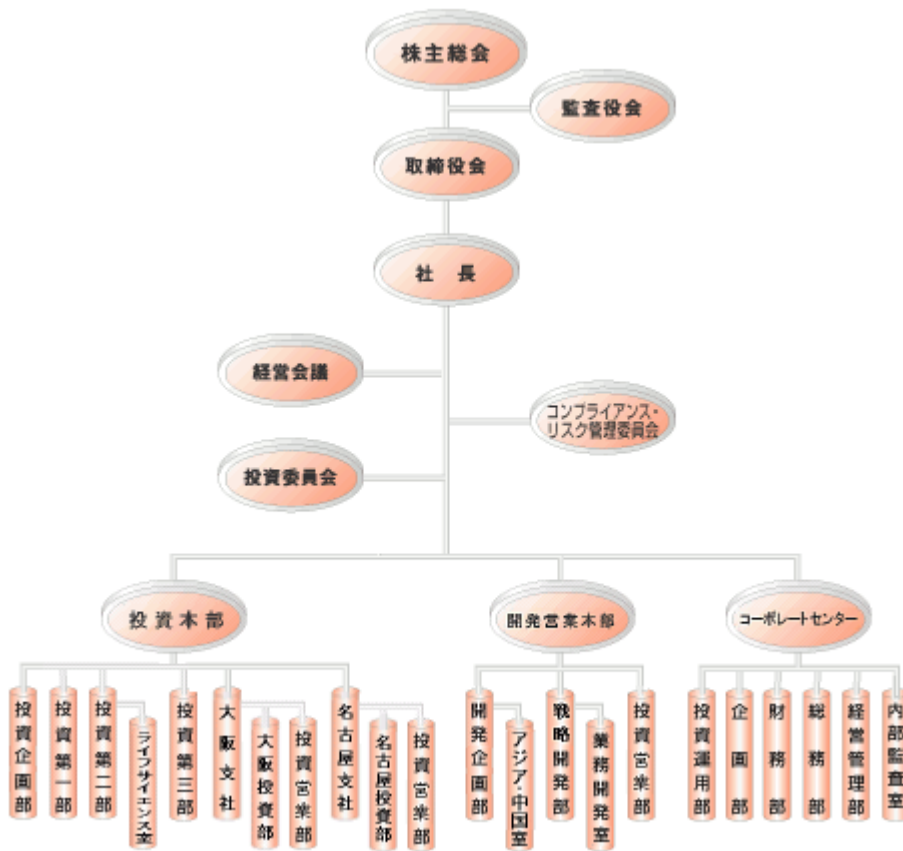 株主総会
監査役会
取締役会
社長
経営会議
コンプライアンス・
リスク管理委員会
投資委員会
投資本部
開発営業本部
コーポレートセンター
投資企画部
投資第一部
投資第二部
ライフサイエンス室
投資第三部
大阪支社
大阪投資部
投資営業部
名古屋支社
名古屋投資部
投資営業部
開発企画部
アジア・中国室
戦略開発部
業務開発室
投資営業部
投資運用部
企画部
財務部
総務部
経営管理部
内部監査室